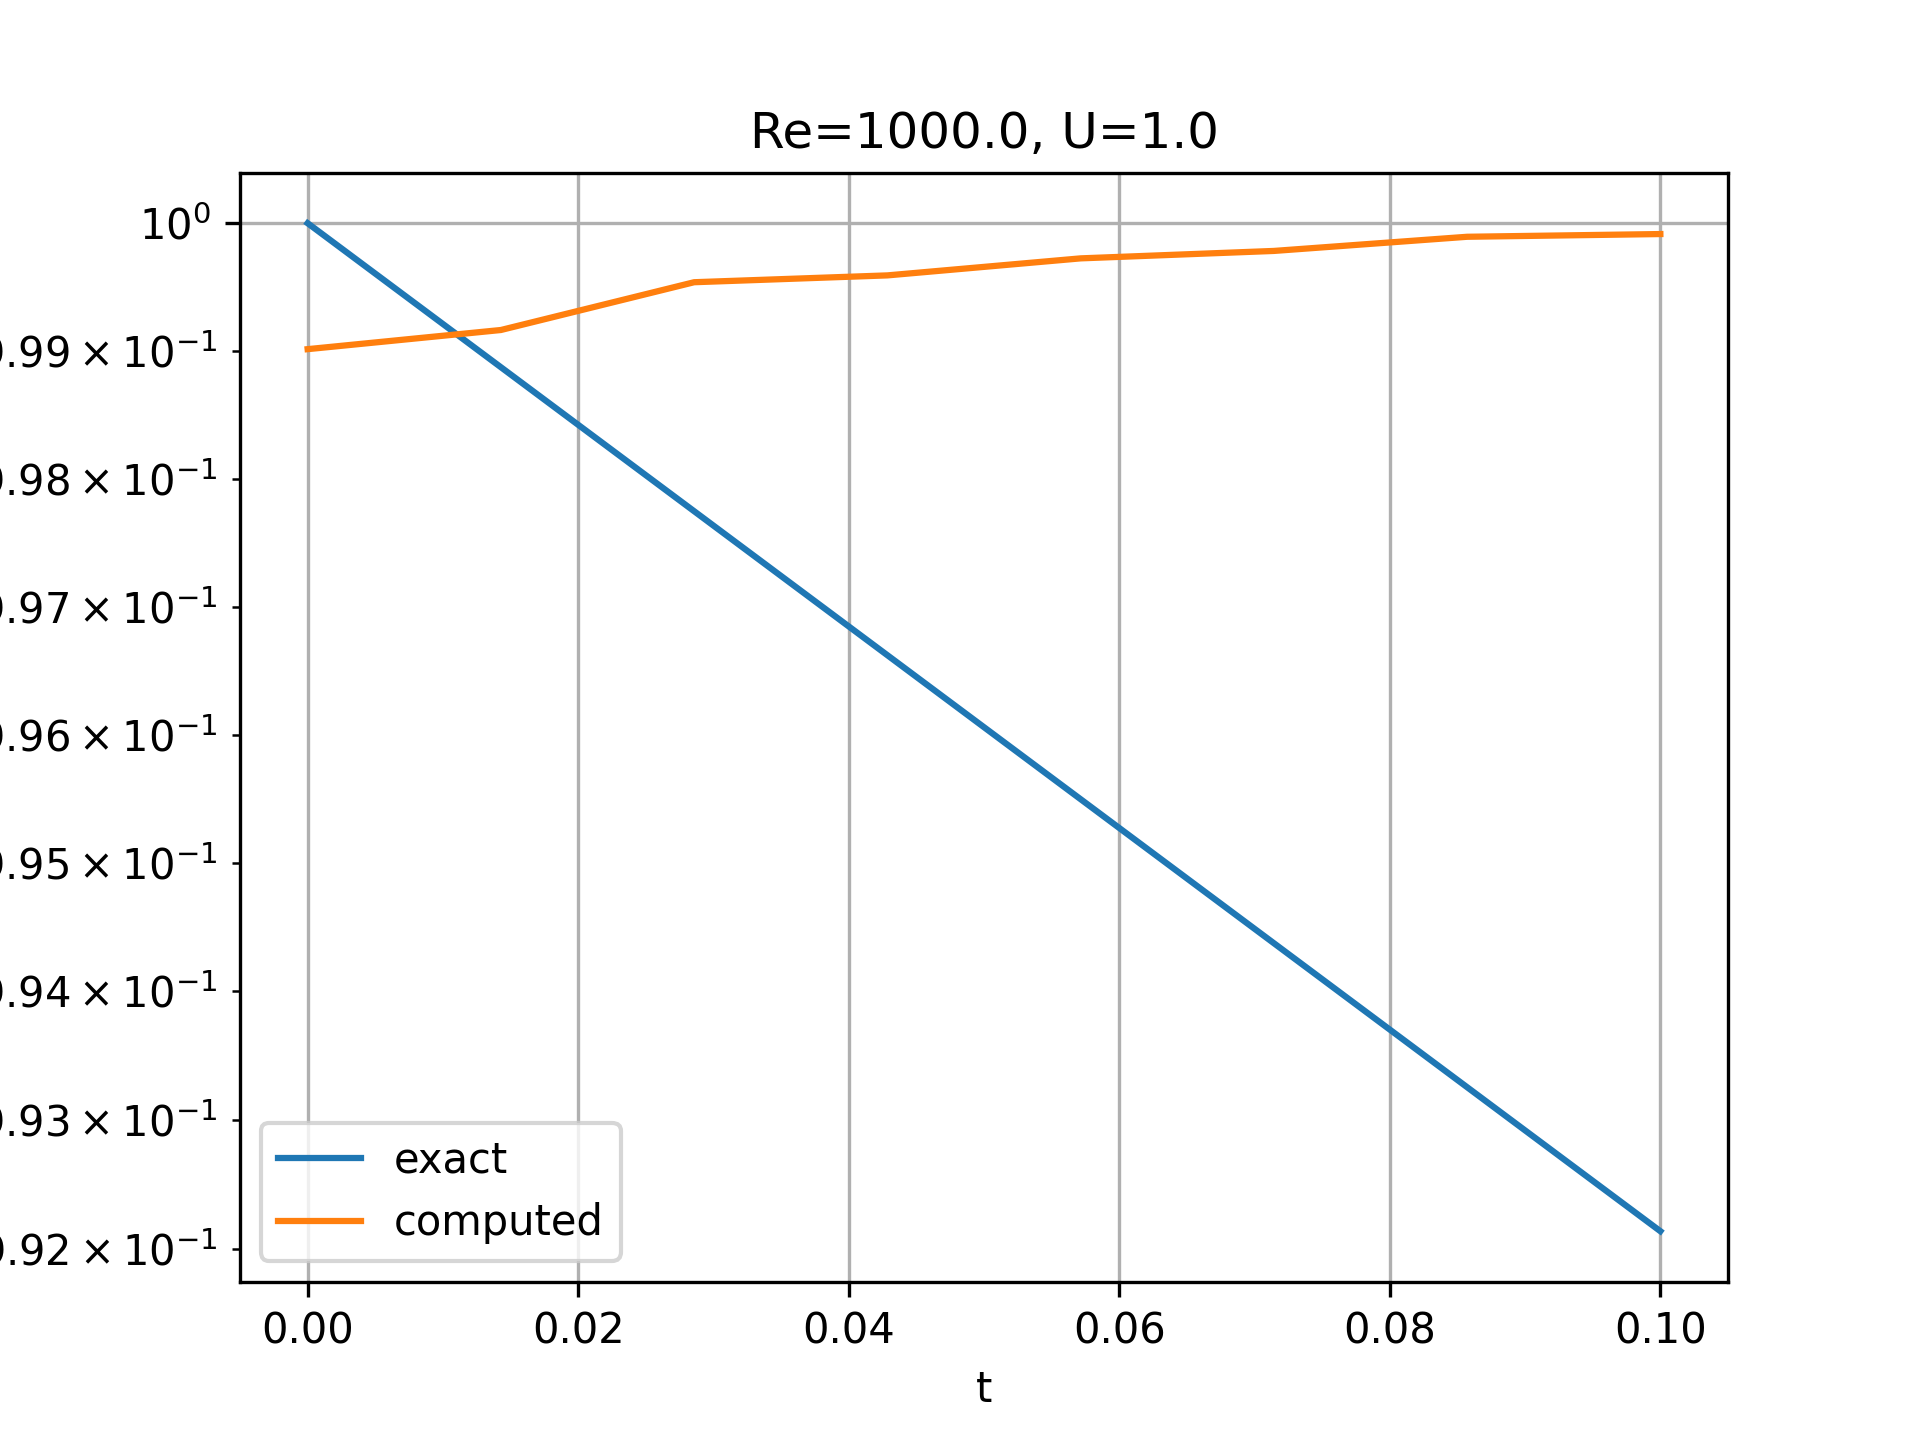 Re=1000.0, U=1.0
10⁰
.99×10⁻¹
.98×10⁻¹
.97×10⁻¹
.96×10⁻¹
.95×10⁻¹
.94×10⁻¹
.93×10⁻¹
.92×10⁻¹
exact
computed
0.00 0.02 0.04 0.06 0.08 0.10
t